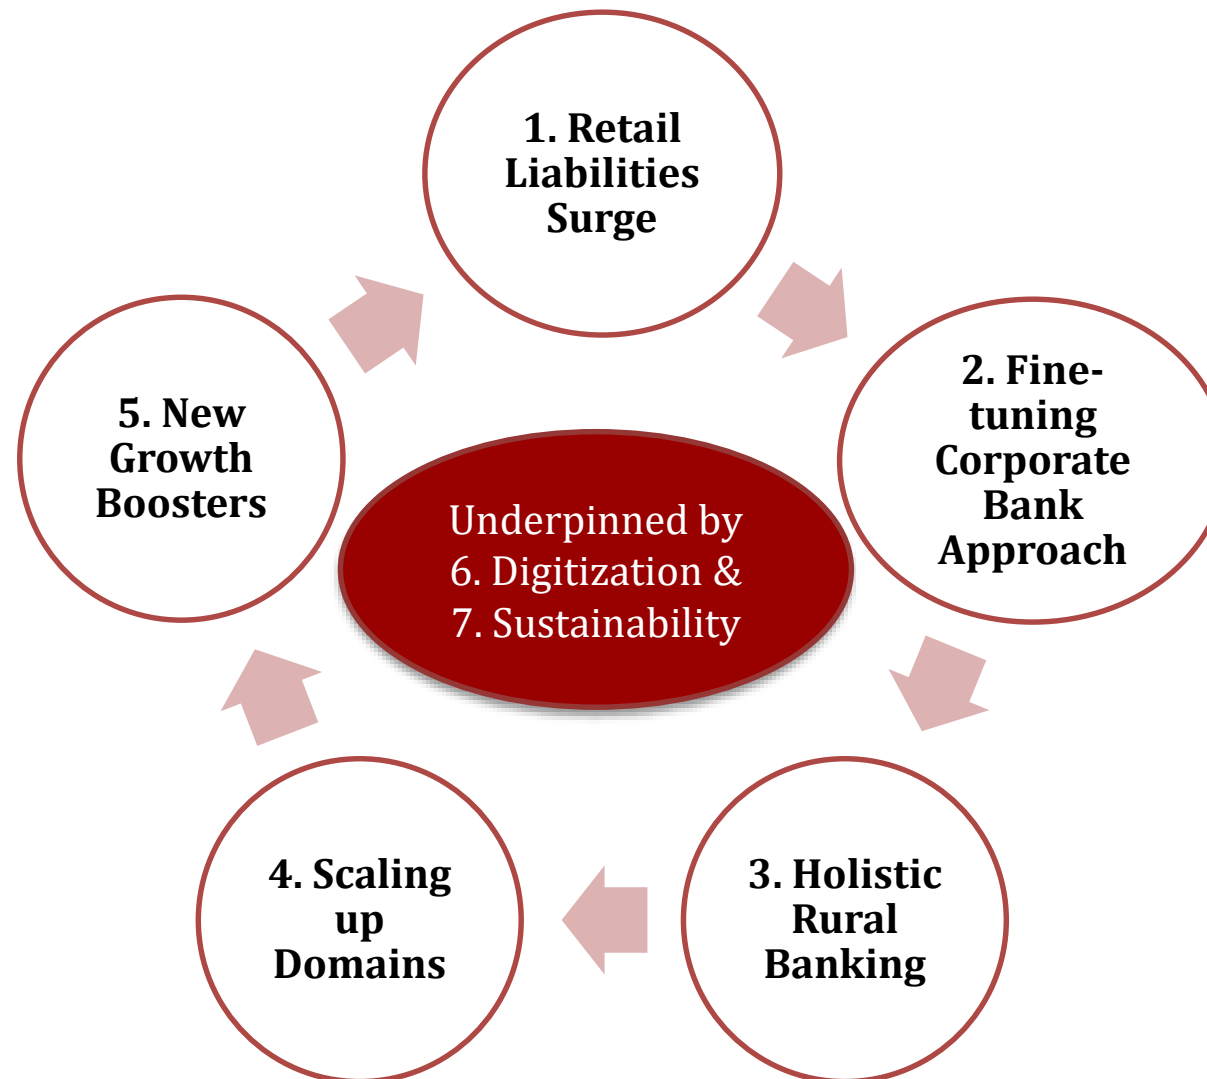 1. Retail
Liabilities
Surge
2. Fine-
tuning
Corporate
Bank
Approach
3. Holistic
Rural
Banking
4. Scaling
up
Domains
5. New
Growth
Boosters
Underpinned by
6. Digitization &
7. Sustainability